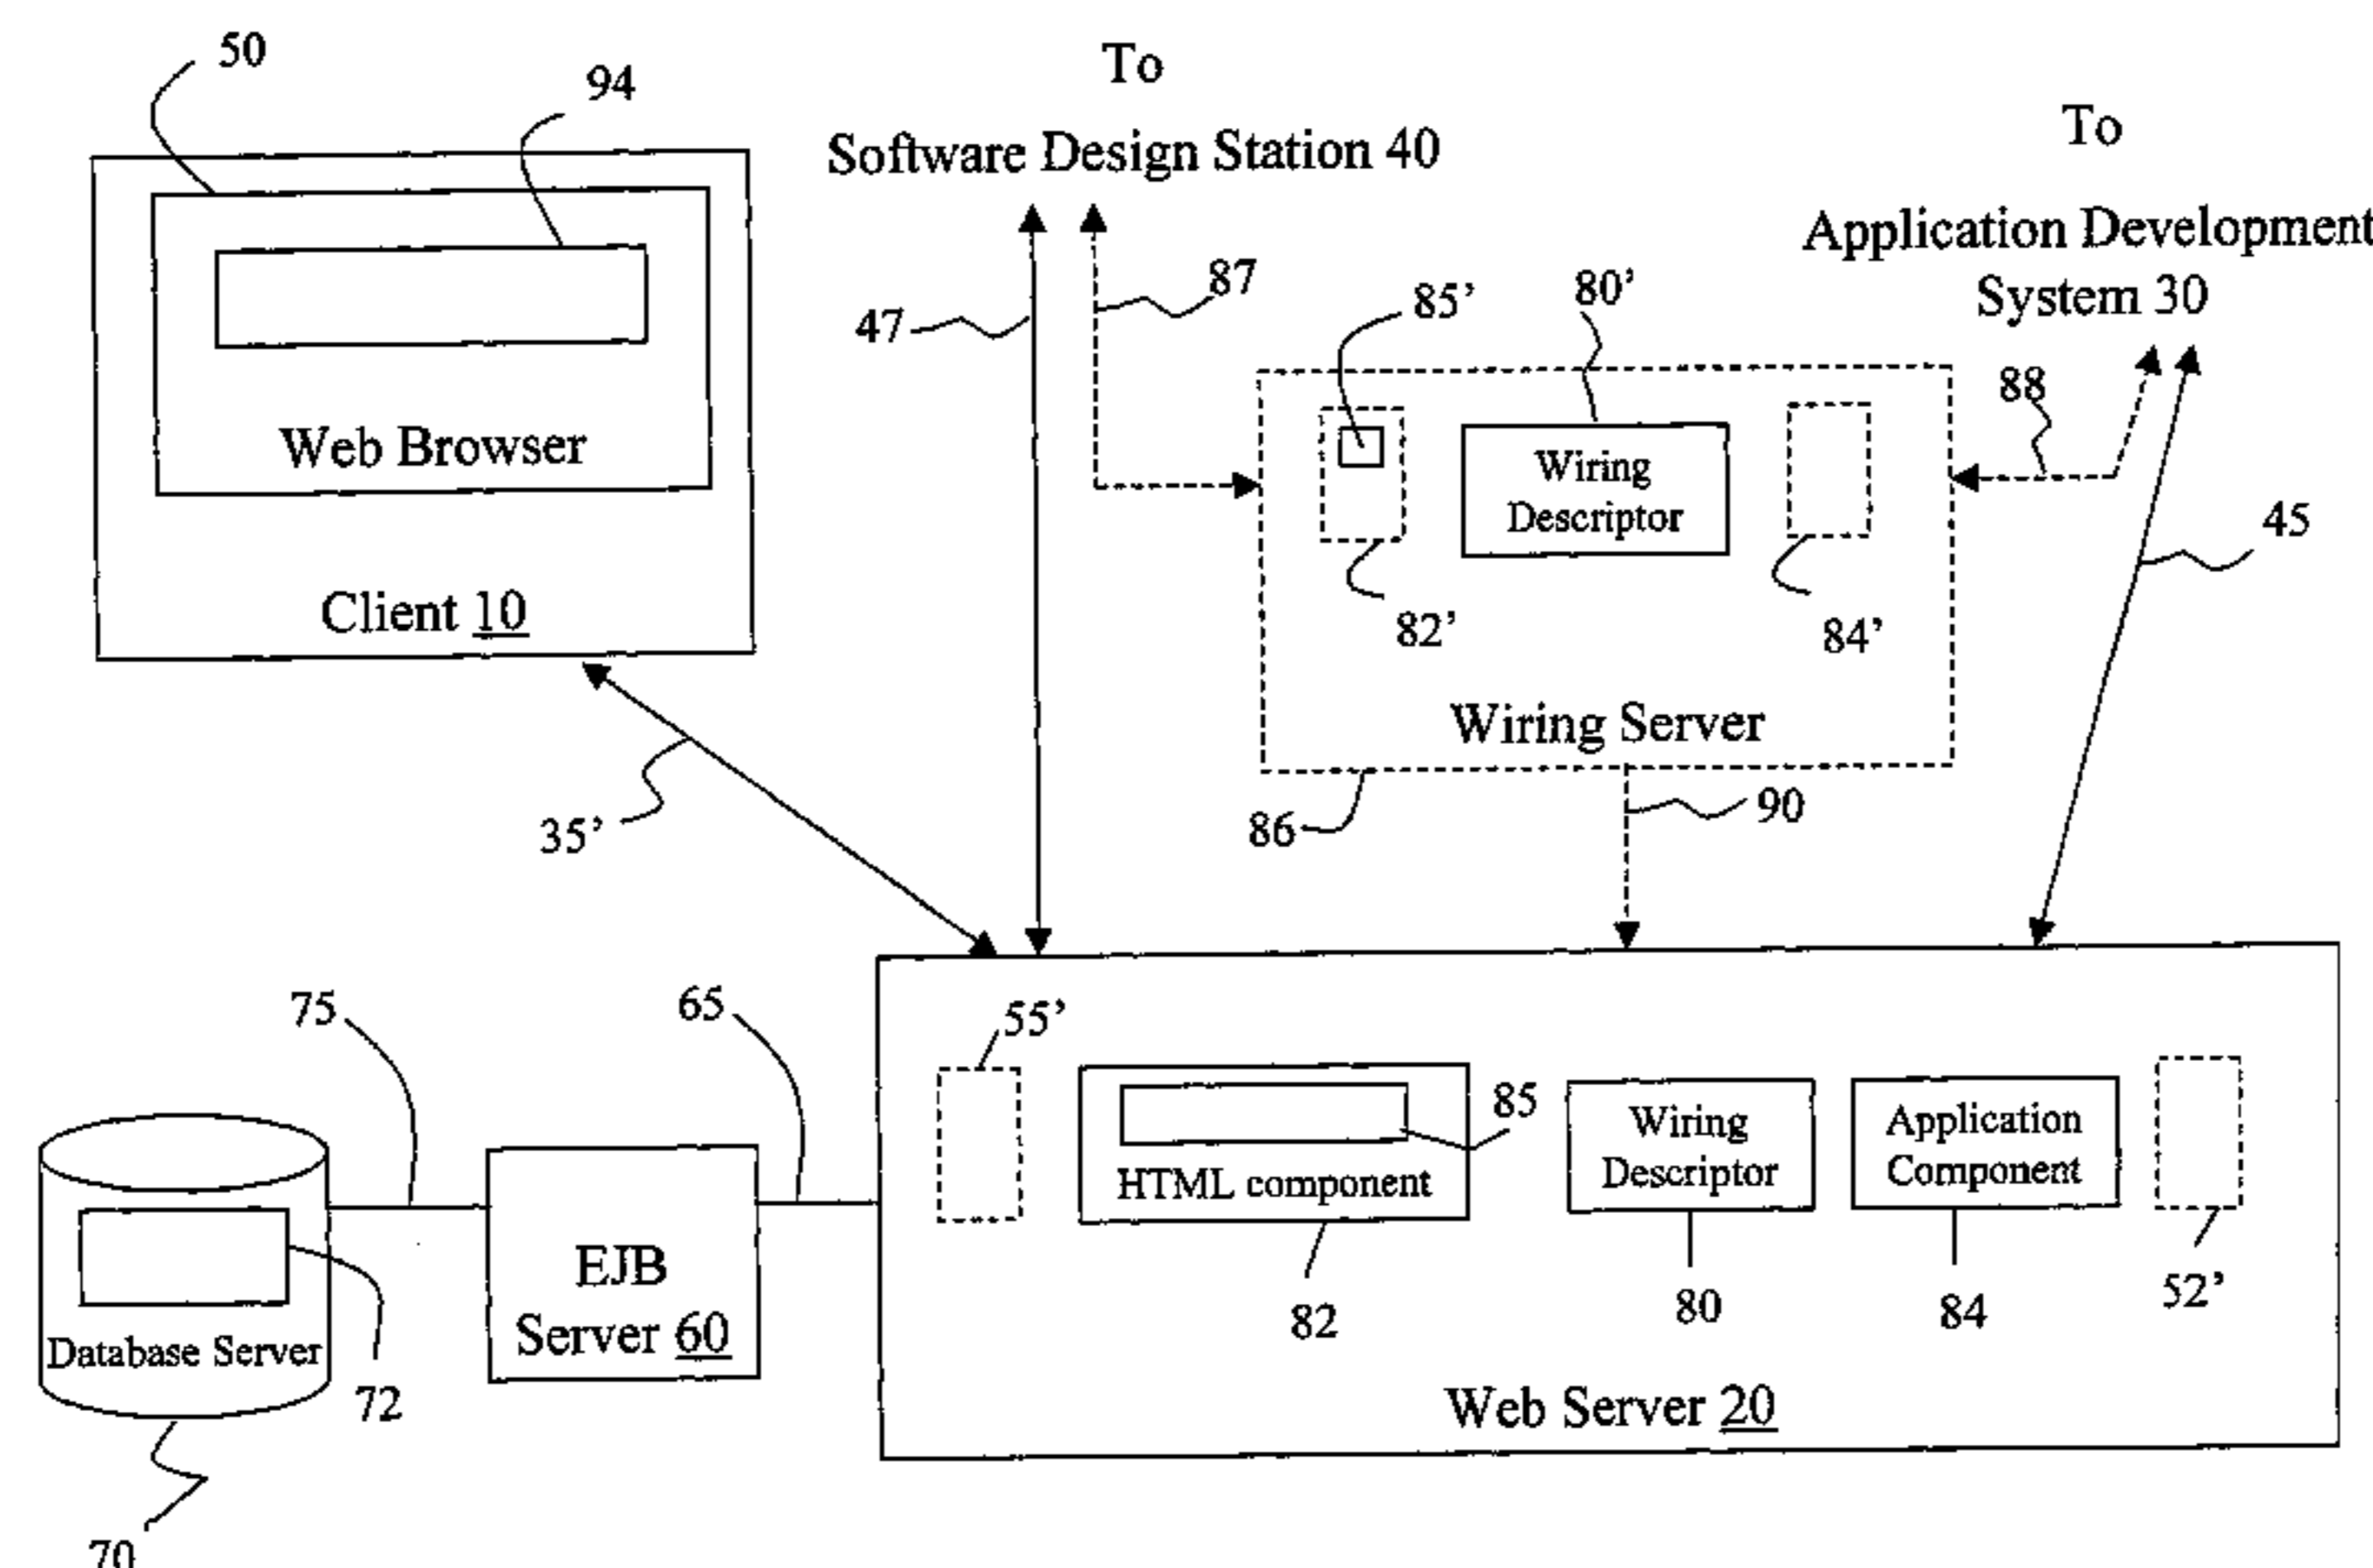 50
94
To
Software Design Station 40
To
Application Development
System 30
Web Browser
Client 10
47
87
85’
80’
88
Wiring
Descriptor
45
82’
84’
Wiring Server
35’
86
90
75
65
55’
85
HTML component
Wiring
Descriptor
Application
Component
EJB
Server 60
Database Server
72
82
80
84
52’
Web Server 20
70